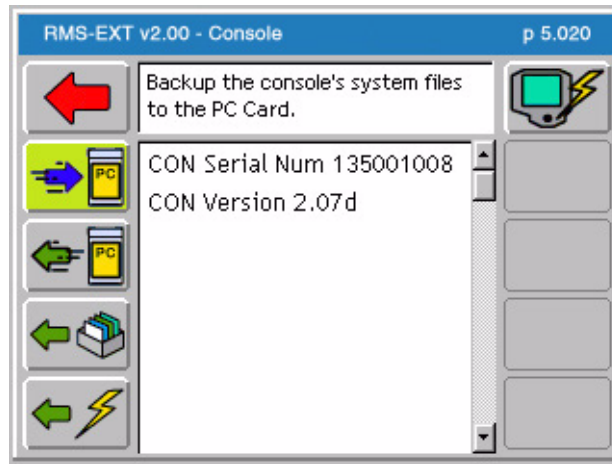 RMS-EXT v2.00 - Console p 5.020
Backup the console's system files
to the PC Card.
PC
CON Serial Num 135001008
CON Version 2.07d
PC